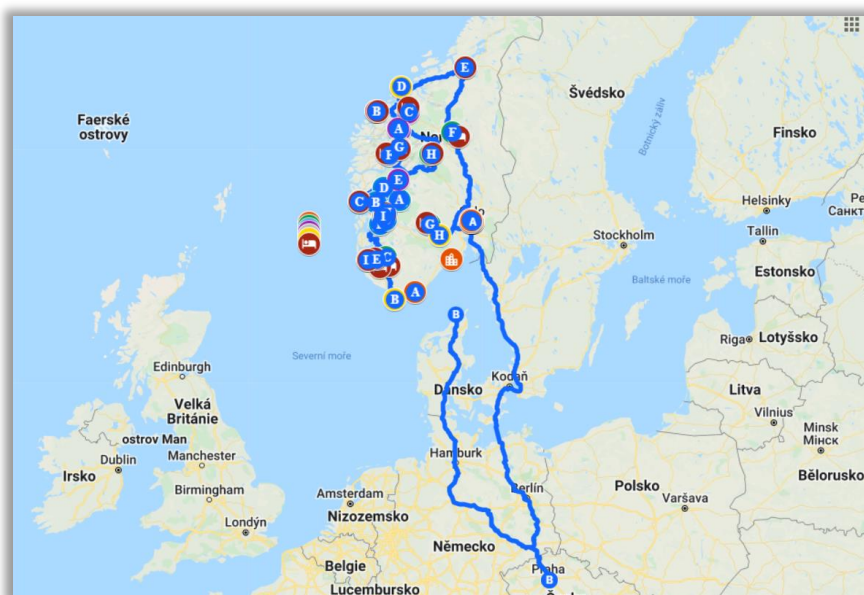 E
D
B
C
Švédsko
Faerské
ostrovy
A
F
Finsko
G
H
Botnický záliv
E
D
C
B
A
I
G
H
A
Helsinky
Tallin
Stockholm
Estonsko
I
E
Baltské moře
B
A
B
Riga
Lotyšsko
Severní moře
Edinburgh
Kodaň
Dánsko
Litva
Velká
Británie
Vilnius
Minsk
Мінск
ostrov Man
Dublin
Manchester
Hamburk
Irsko
Birmingham
Amsterdam
Berlín
Polsko
Varšava
Bělorusko
Nizozemsko
Londýn
Německo
Belgie
Praha
B
Lucembursko